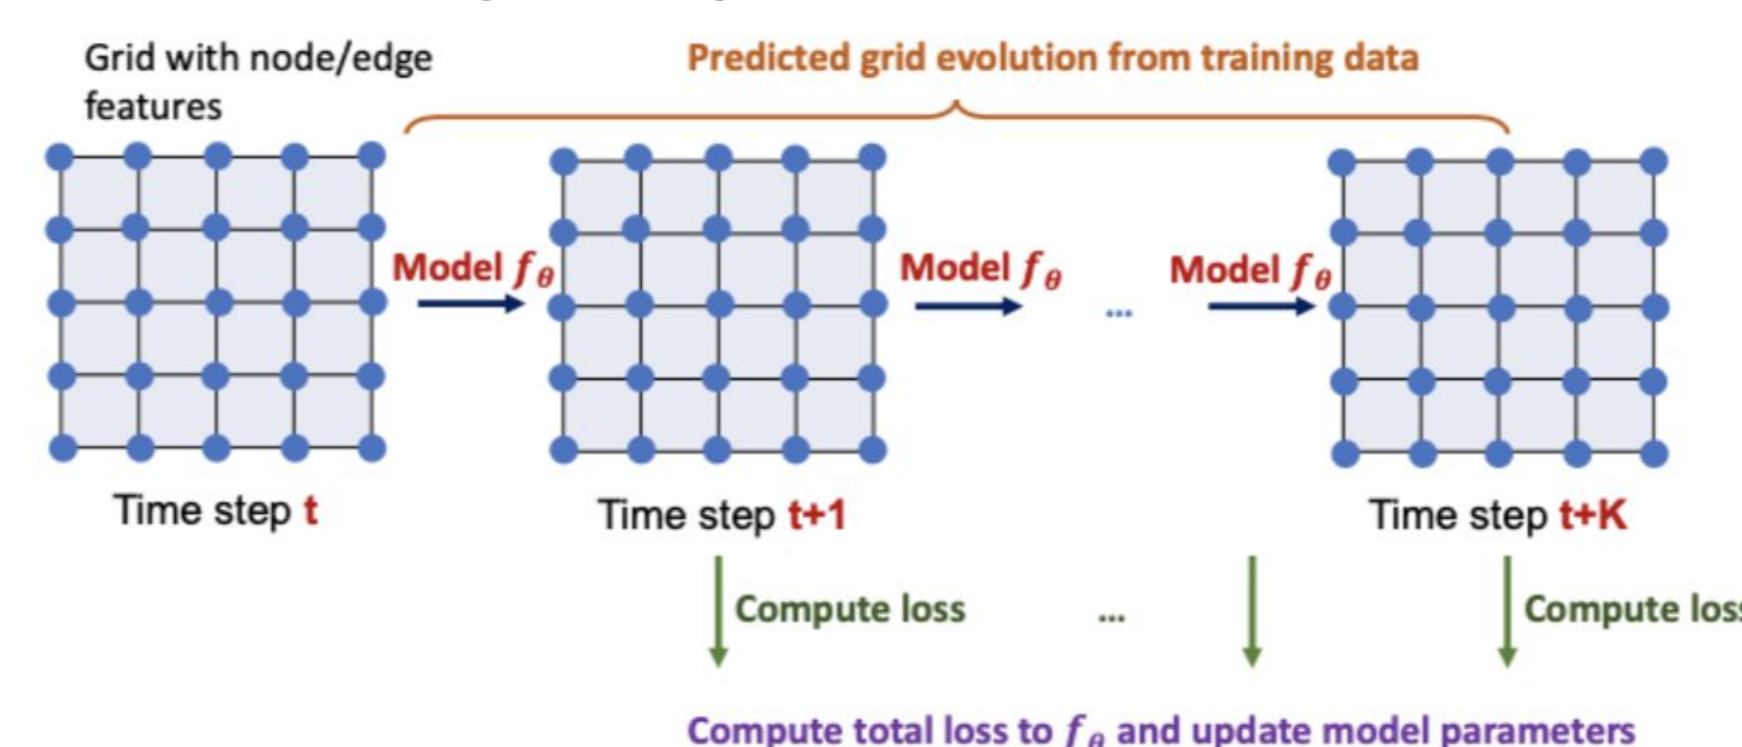 Grid with node/edge
features
Predicted grid evolution from training data
Model fθ
Model fθ
...
Model fθ
Time step t
Time step t+1
Time step t+K
Compute loss
...
Compute los
Compute total loss to fθ and update model parameters